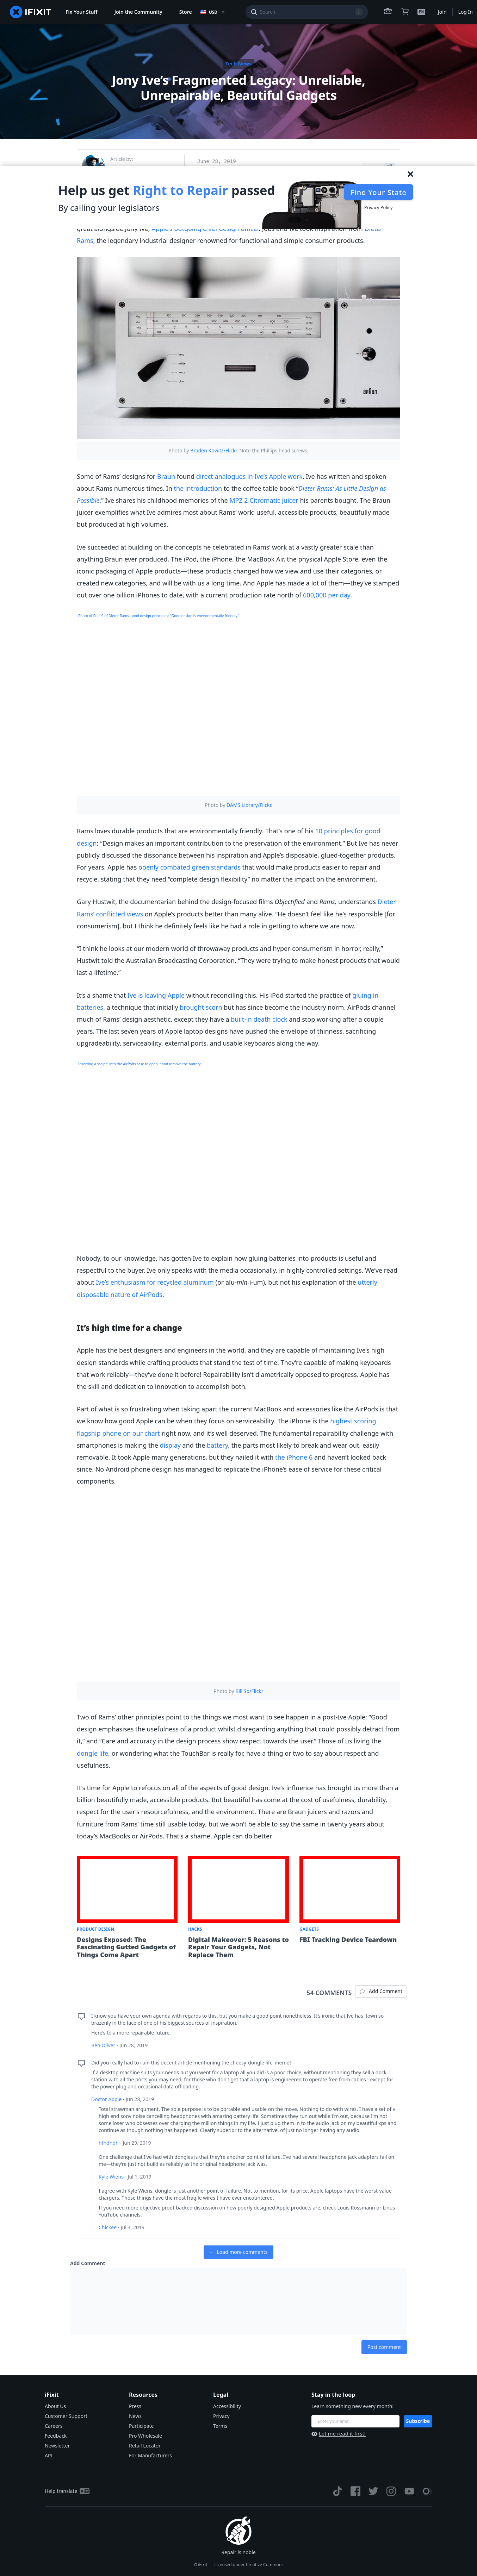 IFIXIT
Fix Your Stuff
Join the Community
Store
USD
Search
/
Join
Log In
Tech News
Jony Ive's Fragmented Legacy: Unreliable,
Unrepairable, Beautiful Gadgets
Article by:
June 28, 2019
Help us get Right to Repair passed
By calling your legislators
Find Your State
Privacy Policy
Rams, the legendary industrial designer renowned for functional and simple consumer products.
BRAUN
Photo by Braden Kowitz/Flickr. Note the Phillips head screws.
Some of Rams' designs for Braun found direct analogues in Ive's Apple work. Ive has written and spoken
about Rams numerous times. In the introduction to the coffee table book "Dieter Rams: As Little Design as
Possible," Ive shares his childhood memories of the MPZ 2 Citromatic juicer his parents bought. The Braun
juicer exemplifies what Ive admires most about Rams' work: useful, accessible products, beautifully made
but produced at high volumes.
Ive succeeded at building on the concepts he celebrated in Rams' work at a vastly greater scale than
anything Braun ever produced. The iPod, the iPhone, the MacBook Air, the physical Apple Store, even the
iconic packaging of Apple products—these products changed how we view and use their categories, or
created new categories, and will be with us a long time. And Apple has made a lot of them—they've stamped
out over one billion iPhones to date, with a current production rate north of 600,000 per day.
Photo of Rule 9 of Dieter Rams' good design principles: "Good design is environmentally friendly."
Photo by DAMS Library/Flickr.
Rams loves durable products that are environmentally friendly. That's one of his 10 principles for good
design: "Design makes an important contribution to the preservation of the environment." But Ive has never
publicly discussed the dissonance between his inspiration and Apple's disposable, glued-together products.
For years, Apple has openly combated green standards that would make products easier to repair and
recycle, stating that they need "complete design flexibility" no matter the impact on the environment.
Gary Hustwit, the documentarian behind the design-focused films Objectified and Rams, understands Dieter
Rams' conflicted views on Apple's products better than many alive. "He doesn't feel like he's responsible [for
consumerism], but I think he definitely feels like he had a role in getting to where we are now.
"I think he looks at our modern world of throwaway products and hyper-consumerism in horror, really,"
Hustwit told the Australian Broadcasting Corporation. "They were trying to make honest products that would
last a lifetime."
It's a shame that Ive is leaving Apple without reconciling this. His iPod started the practice of gluing in
batteries, a technique that initially brought scorn but has since become the industry norm. AirPods channel
much of Rams' design aesthetic, except they have a built-in death clock and stop working after a couple
years. The last seven years of Apple laptop designs have pushed the envelope of thinness, sacrificing
upgradeability, serviceability, external ports, and usable keyboards along the way.
Inserting a scalpel into the AirPods case to open it and remove the battery
Nobody, to our knowledge, has gotten Ive to explain how gluing batteries into products is useful and
respectful to the buyer. Ive only speaks with the media occasionally, in highly controlled settings. We've read
about Ive's enthusiasm for recycled aluminum (or alu-min-i-um), but not his explanation of the utterly
disposable nature of AirPods.
It's high time for a change
Apple has the best designers and engineers in the world, and they are capable of maintaining Ive's high
design standards while crafting products that stand the test of time. They're capable of making keyboards
that work reliably—they've done it before! Repairability isn't diametrically opposed to progress. Apple has
the skill and dedication to innovation to accomplish both.
Part of what is so frustrating when taking apart the current MacBook and accessories like the AirPods is that
we know how good Apple can be when they focus on serviceability. The iPhone is the highest scoring
flagship phone on our chart right now, and it's well deserved. The fundamental repairability challenge with
smartphones is making the display and the battery, the parts most likely to break and wear out, easily
removable. It took Apple many generations, but they nailed it with the iPhone 6 and haven't looked back
since. No Android phone design has managed to replicate the iPhone's ease of service for these critical
components.
Photo by Bill Su/Flickr
Two of Rams' other principles point to the things we most want to see happen in a post-Ive Apple: "Good
design emphasises the usefulness of a product whilst disregarding anything that could possibly detract from
it," and "Care and accuracy in the design process show respect towards the user." Those of us living the
dongle life, or wondering what the TouchBar is really for, have a thing or two to say about respect and
usefulness.
It's time for Apple to refocus on all of the aspects of good design. Ive's influence has brought us more than a
billion beautifully made, accessible products. But beautiful has come at the cost of usefulness, durability,
respect for the user's resourcefulness, and the environment. There are Braun juicers and razors and
furniture from Rams' time still usable today, but we won't be able to say the same in twenty years about
today's MacBooks or AirPods. That's a shame. Apple can do better.
PRODUCT DESIGN
Designs Exposed: The
Fascinating Gutted Gadgets of
Things Come Apart
HACKS
Digital Makeover: 5 Reasons to
Repair Your Gadgets, Not
Replace Them
GADGETS
FBI Tracking Device Teardown
54 COMMENTS
Add Comment
I know you have your own agenda with regards to this, but you make a good point nonetheless. It's ironic that Ive has flown so
brazenly in the face of one of his biggest sources of inspiration.
Here's to a more repairable future.
Ben Oliver - Jun 28, 2019
Did you really had to ruin this decent article mentioning the cheesy 'dongle life' meme?
If a desktop machine suits your needs but you went for a laptop all you did is a poor choice, without mentioning they sell a dock
station with all the ports you may need, for those who don't get that a laptop is engineered to operate free from cables - except for
the power plug and occasional data offloading.
Doctor Apple - Jun 28, 2019
Total strawman argument. The sole purpose is to be portable and usable on the move. Nothing to do with wires. I have a set of v
high end sony noise cancelling headphones with amazing battery life. Sometimes they run out while I'm out, because I'm not
some loner who obsesses over charging the mfkrs in the middle of things. I just plug them in to the audio jack on my beautiful xps and
continue as though nothing has happened. Clearly superior to the alternative, of just no longer having any audio.
hfhdhdh - Jun 29, 2019
One challenge that I've had with dongles is that they're another point of failure. I've had several headphone jack adapters fail on
me—they're just not build as reliably as the original headphone jack was.
Kyle Wiens - Jul 1, 2019
I agree with Kyle Wiens, dongle is just another point of failure. Not to mention, for its price, Apple laptops have the worst-value
chargers. Those things have the most fragile wires I have ever encountered.
If you need more objective proof-backed discussion on how poorly designed Apple products are, check Louis Rossmann or Linus
YouTube channels.
Chickee - Jul 4, 2019
Load more comments
Add Comment
Post comment
iFixit
About Us
Customer Support
Careers
Feedback
Newsletter
API
Resources
Press
News
Participate
Pro Wholesale
Retail Locator
For Manufacturers
Legal
Accessibility
Privacy
Terms
Stay in the loop
Learn something new every month!
Enter your email
Subscribe
Let me read it first!
Help translate
Repair is noble
© iFixit — Licensed under Creative Commons